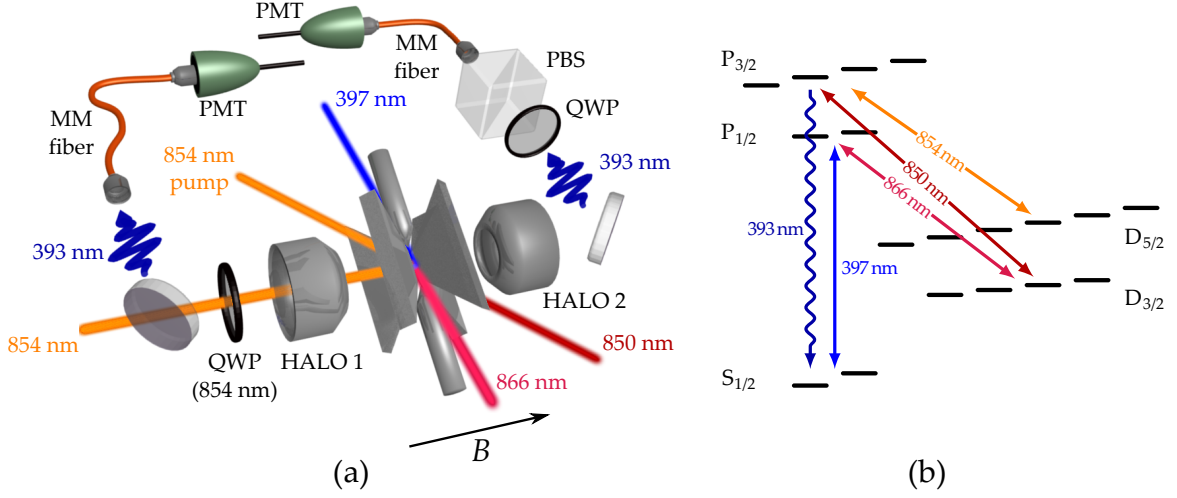 PMT
MM
fiber
PMT
PBS
QWP
397 nm
MM
fiber
854 nm
pump
393 nm
393 nm
HALO 2
854 nm
QWP
(854 nm)
HALO 1
850 nm
866 nm
B
(a)
P3/2
P1/2
854 nm
850 nm
866 nm
393 nm
397 nm
D5/2
D3/2
S1/2
(b)